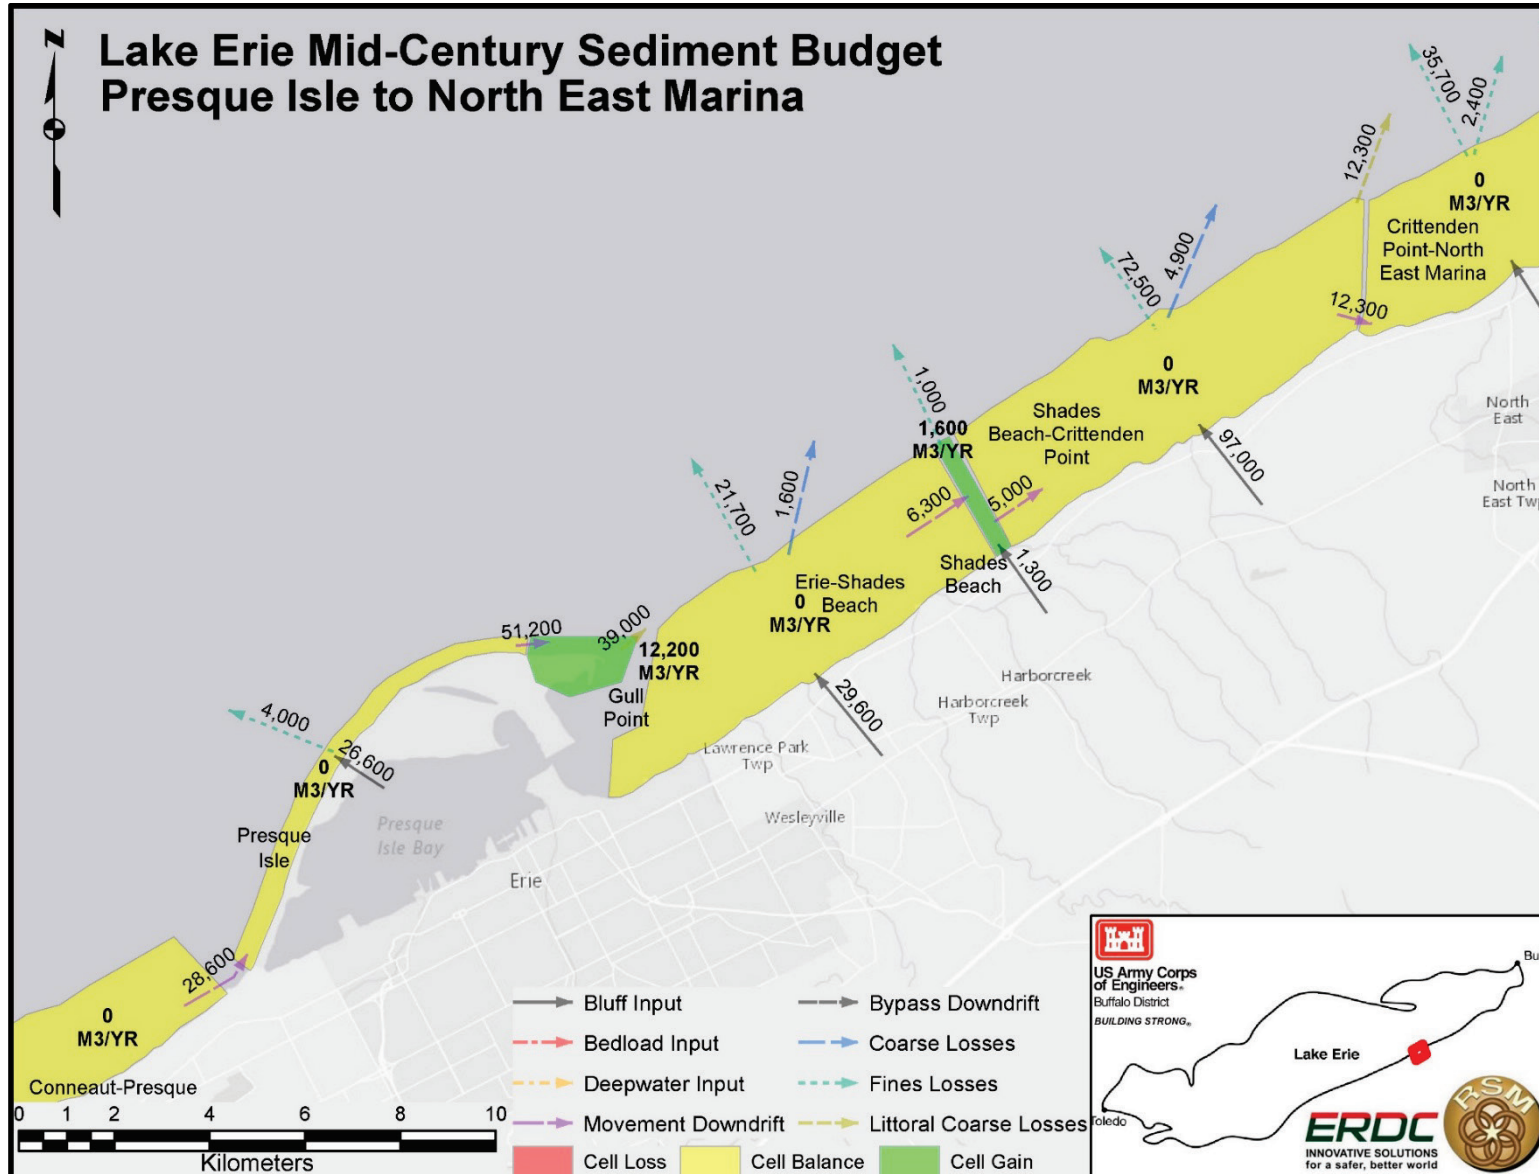 Lake Erie Mid-Century Sediment Budget
Presque Isle to North East Marina
N
35,700
2,400
12,300
0
M3/YR
Crittenden
Point-North
East Marina
12,300
72,500
4,900
0
M3/YR
Shades
Beach-Crittenden
Point
97,000
North
East
North
East Twp
1,000
1,600
M3/YR
6,300
5,000
1,300
Shades
Beach
21,700
1,600
Erie-Shades
Beach
0
M3/YR
29,600
Harborcreek
Harborcreek
Twp
Lawrence Park
Twp
Wesleyville
51,200
39,000
12,200
M3/YR
Gull
Point
4,000
26,600
0
M3/YR
Presque
Isle
Presque
Isle Bay
Erie
28,600
0
M3/YR
Conneaut-Presque
0 1 2 4 6 8 10
Kilometers
Bluff Input
Bypass Downdrift
Bedload Input
Coarse Losses
Deepwater Input
Fines Losses
Movement Downdrift
Littoral Coarse Losses
Cell Loss
Cell Balance
Cell Gain
US Army Corps
of Engineers®
Buffalo District
BUILDING STRONG®
Lake Erie
Bu
Toledo
ERDC
INNOVATIVE SOLUTIONS
for a safer, better world
RSM